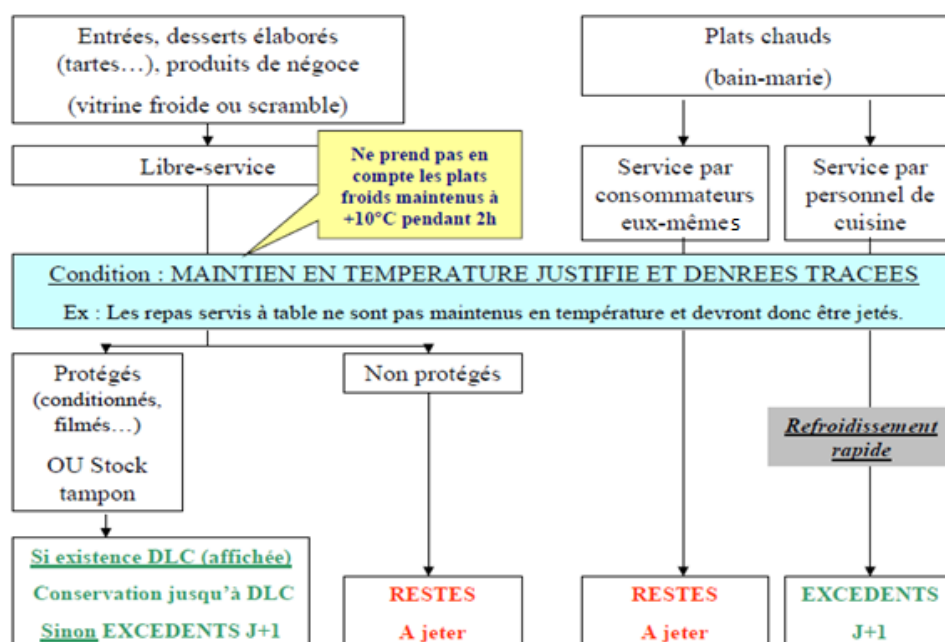 Entrées, desserts élaborés
(tartes…), produits de négoce
(vitrine froide ou scramble)
Plats chauds
(bain-marie)
Libre-service
Ne prend pas en
compte les plats
froids maintenus à
+10°C pendant 2h
Service par
consommateurs
eux-mêmes
Service par
personnel de
cuisine
Condition : MAINTIEN EN TEMPERATURE JUSTIFIE ET DENREES TRACEES
Ex : Les repas servis à table ne sont pas maintenus en température et devront donc être jetés.
Protégés
(conditionnés,
filmés…)
OU Stock
tampon
Non protégés
Refroidissement
rapide
Si existence DLC (affichée)
Conservation jusqu’à DLC
Sinon EXCEDENTS J+1
RESTES
A jeter
RESTES
A jeter
EXCEDENTS
J+1